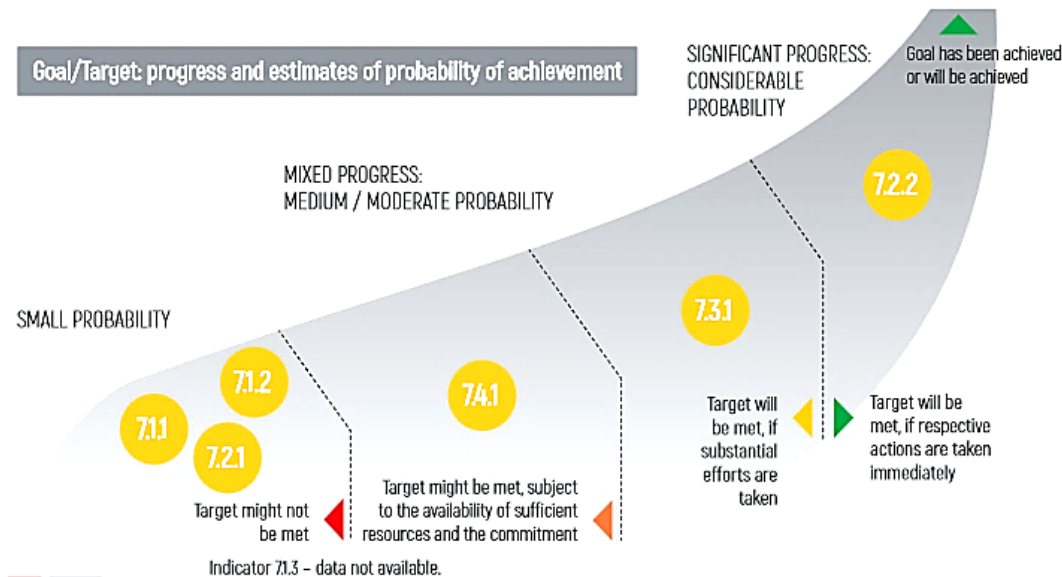 Goal/Target: progress and estimates of probability of achievement
SIGNIFICANT PROGRESS:
CONSIDERABLE
PROBABILITY
Goal has been achieved
or will be achieved
MIXED PROGRESS:
MEDIUM / MODERATE PROBABILITY
7.2.2
SMALL PROBABILITY
7.3.1
7.1.2
7.4.1
7.1.1
7.2.1
Target will
be met, if
substantial
efforts are
taken
Target will be
met, if respective
actions are taken
immediately
Target might not
be met
Target might be met, subject
to the availability of sufficient
resources and the commitment
Indicator 7.1.3 – data not available.